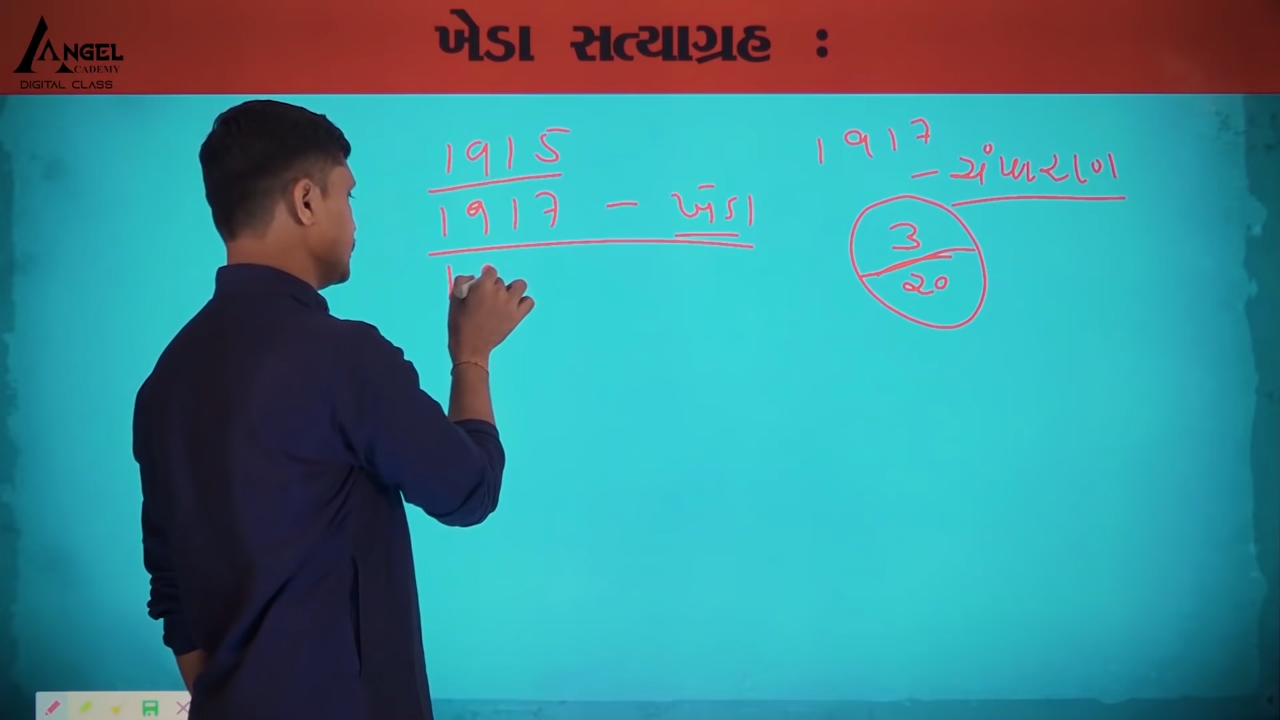 ANGEL
ACADEMY
DIGITAL CLASS
ખેડા સત્યાગ્રહ :
1915
1917 - ખેડા
1917
- ચંપારણ
3
20